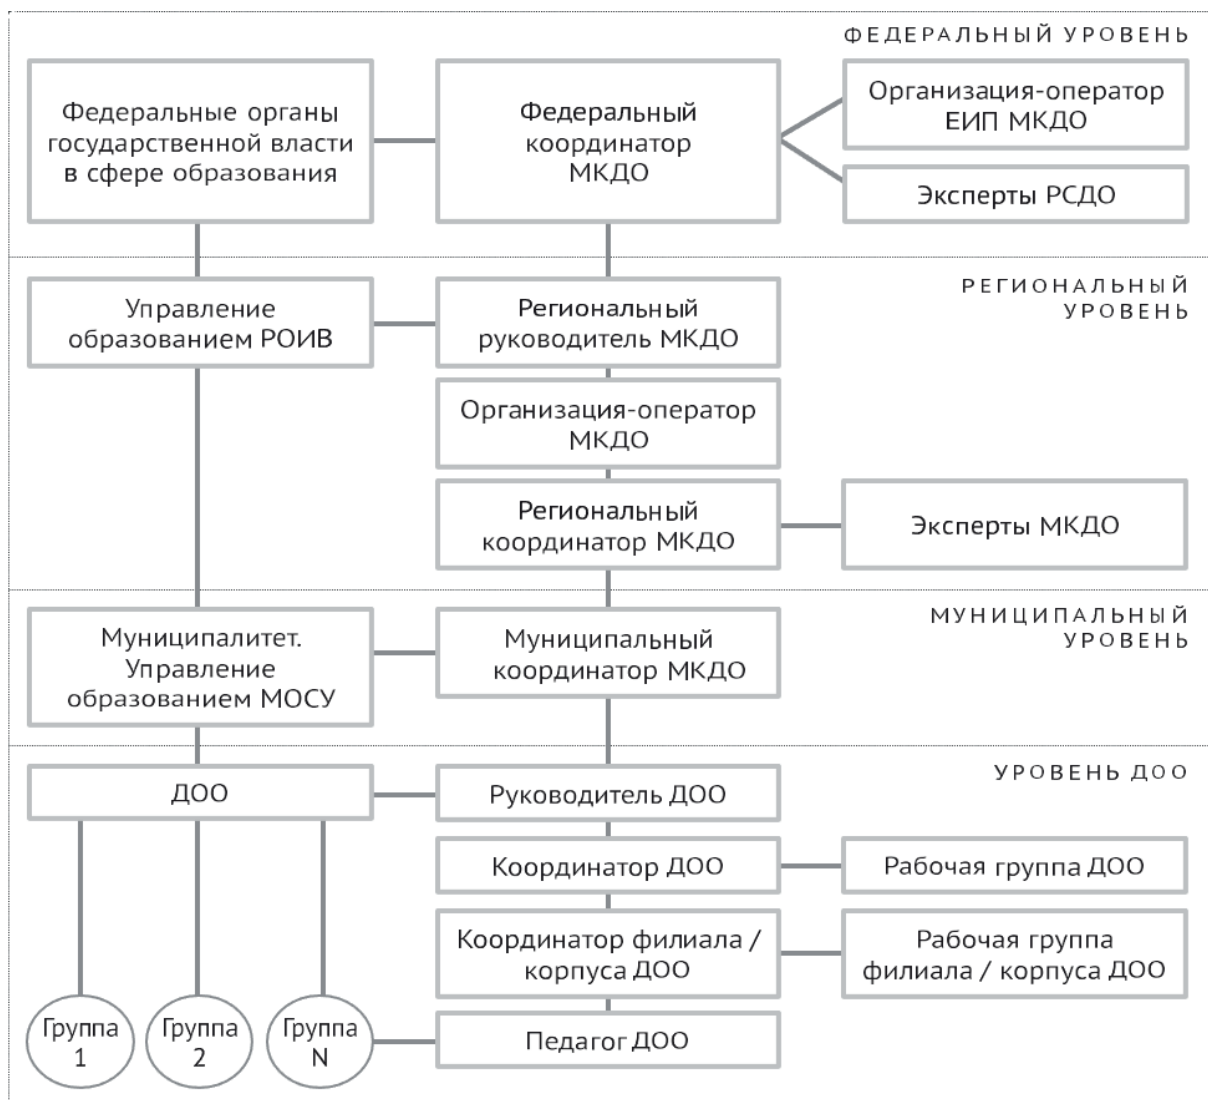 ФЕДЕРАЛЬНЫЙ УРОВЕНЬ
Федеральные органы
государственной власти
в сфере образования
Федеральный
координатор
МКДО
Организация-оператор
ЕИП МКДО
Эксперты РСДО
РЕГИОНАЛЬНЫЙ
УРОВЕНЬ
Управление
образованием РОИВ
Региональный
руководитель МКДО
Организация-оператор
МКДО
Региональный
координатор МКДО
Эксперты МКДО
МУНИЦИПАЛЬНЫЙ
УРОВЕНЬ
Муниципалитет.
Управление
образованием МОСУ
Муниципальный
координатор МКДО
УРОВЕНЬ ДОО
ДОО
Руководитель ДОО
Координатор ДОО
Рабочая группа ДОО
Координатор филиала /
корпуса ДОО
Рабочая группа
филиала / корпуса ДОО
Группа
1
Группа
2
Группа
N
Педагог ДОО